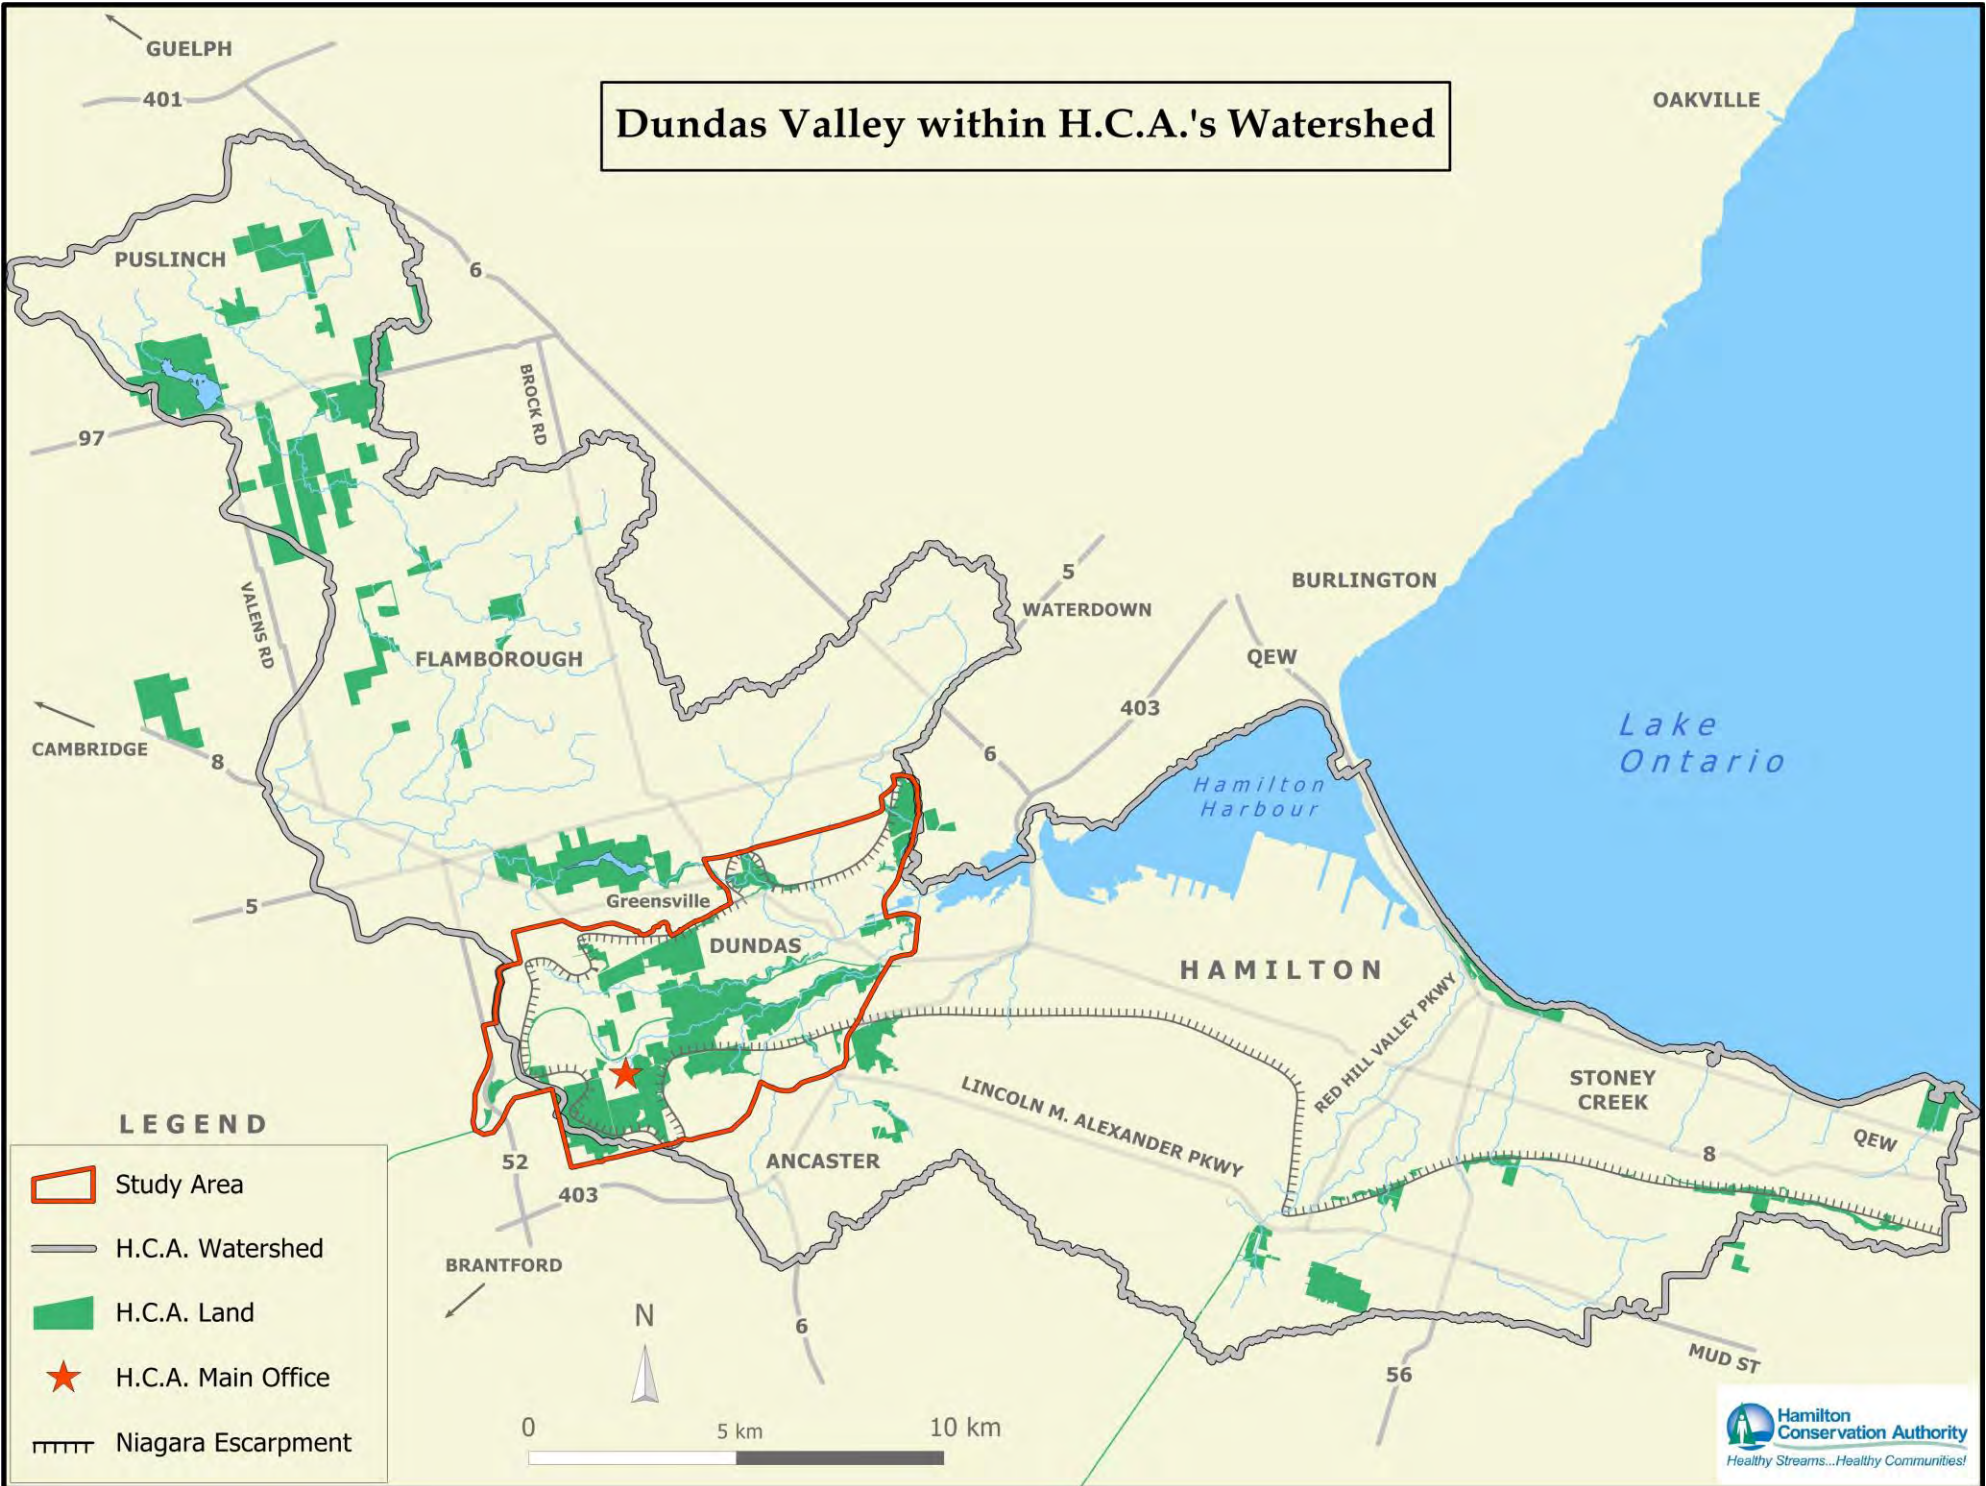 GUELPH
401
Dundas Valley within H.C.A.'s Watershed
OAKVILLE
PUSLINCH
6
BROCK RD
97
5
WATERDOWN
BURLINGTON
VALENS RD
FLAMBOROUGH
QEW
403
CAMBRIDGE
8
6
Lake
Ontario
Hamilton
Harbour
5
Greensville
DUNDAS
HAMILTON
RED HILL VALLEY PKWY
STONEY
CREEK
LINCOLN M. ALEXANDER PKWY
8
QEW
ANCASTER
52
403
BRANTFORD
6
MUD ST
56
LEGEND
Study Area
H.C.A. Watershed
H.C.A. Land
H.C.A. Main Office
Niagara Escarpment
N
0
5 km
10 km
Hamilton
Conservation Authority
Healthy Streams...Healthy Communities!